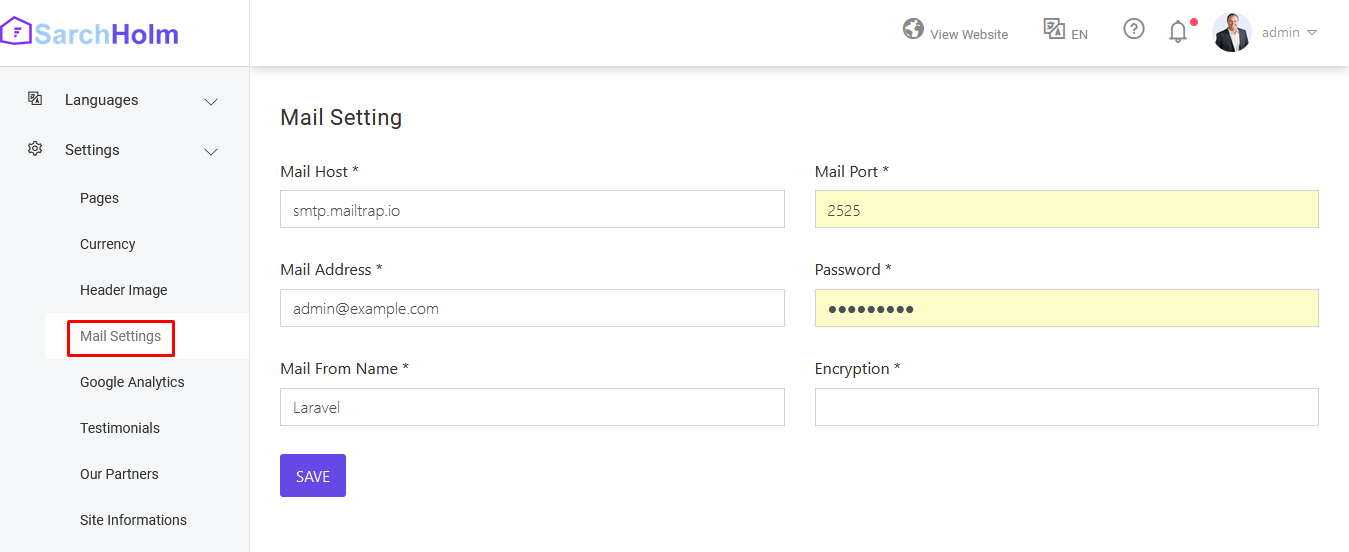 SarchHolm
View Website
EN
admin
Languages
Settings
Pages
Currency
Header Image
Mail Settings
Google Analytics
Testimonials
Our Partners
Site Informations
Mail Setting
Mail Host *
Mail Port *
smtp.mailtrap.io
2525
Mail Address *
Password *
admin@example.com
●●●●●●●●●
Mail From Name *
Encryption *
Laravel
SAVE